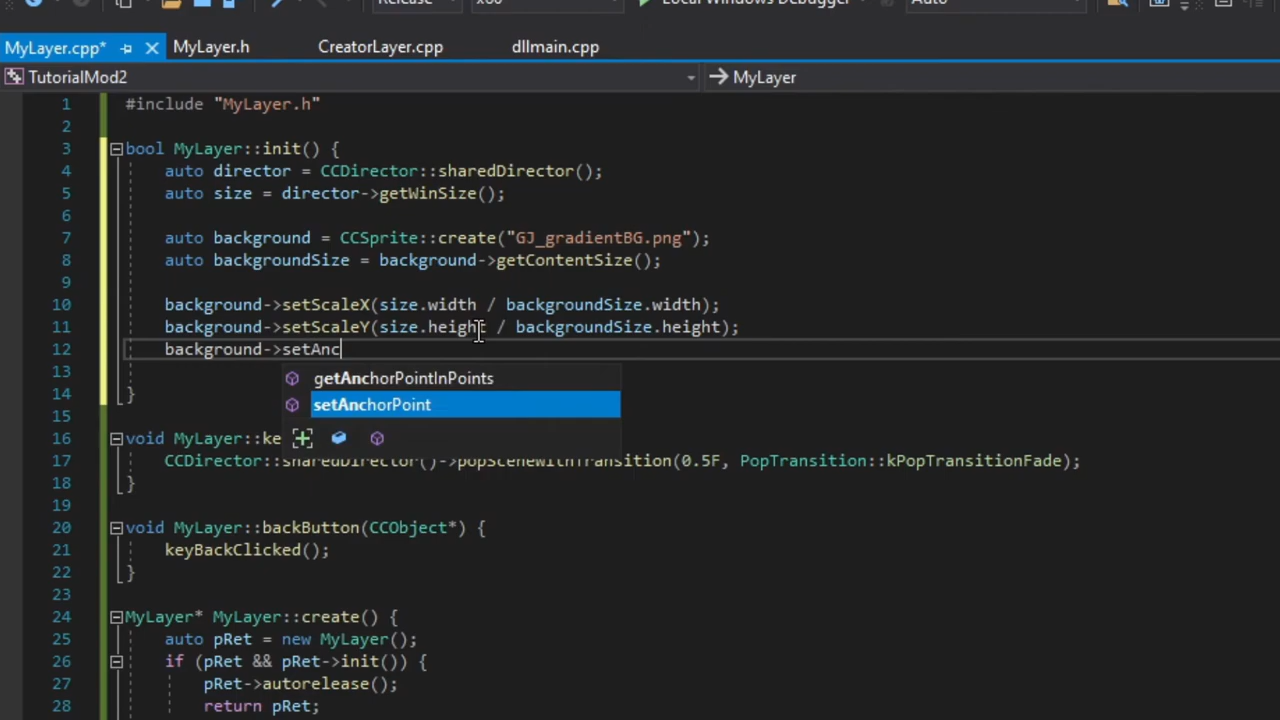 Release x86 Local Windows Debugger Auto
MyLayer.cpp* MyLayer.h CreatorLayer.cpp dllmain.cpp
TutorialMod2 MyLayer
1 #include "MyLayer.h"
2
3 bool MyLayer::init() {
4 auto director = CCDirector::sharedDirector();
5 auto size = director->getWinSize();
6
7 auto background = CCSprite::create("GJ_gradientBG.png");
8 auto backgroundSize = background->getContentSize();
9
10 background->setScaleX(size.width / backgroundSize.width);
11 background->setScaleY(size.height / backgroundSize.height);
12 background->setAnc
13 getAnchorPointInPoints
setAnchorPoint
14 }
15
16 void MyLayer::ke
17 CCDirector::sharedDirector()->popSceneWithTransition(0.5F, PopTransition::kPopTransitionFade);
18 }
19
20 void MyLayer::backButton(CCObject*) {
21 keyBackClicked();
22 }
23
24 MyLayer* MyLayer::create() {
25 auto pRet = new MyLayer();
26 if (pRet && pRet->init()) {
27 pRet->autorelease();
28 return pRet;